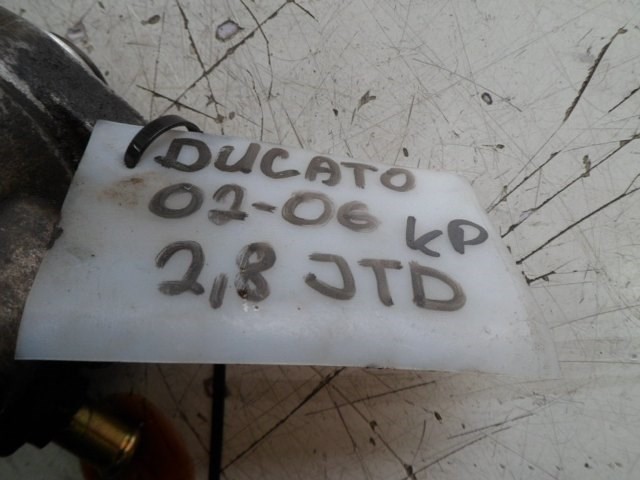 DUCATO
02-06 KP
2,8 JTD